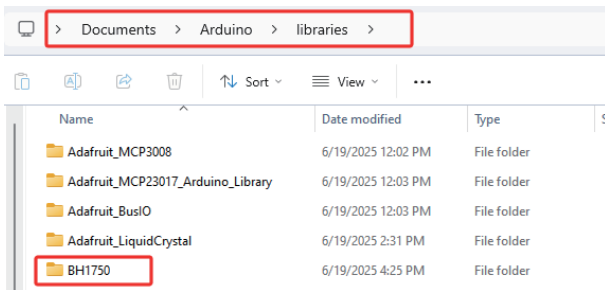 > Documents > Arduino > libraries >
Sort View ...
Name Date modified Type
Adafruit_MCP3008 6/19/2025 12:02 PM File folder
Adafruit_MCP23017_Arduino_Library 6/19/2025 12:03 PM File folder
Adafruit_BusIO 6/19/2025 12:03 PM File folder
Adafruit_LiquidCrystal 6/19/2025 2:31 PM File folder
BH1750 6/19/2025 4:25 PM File folder